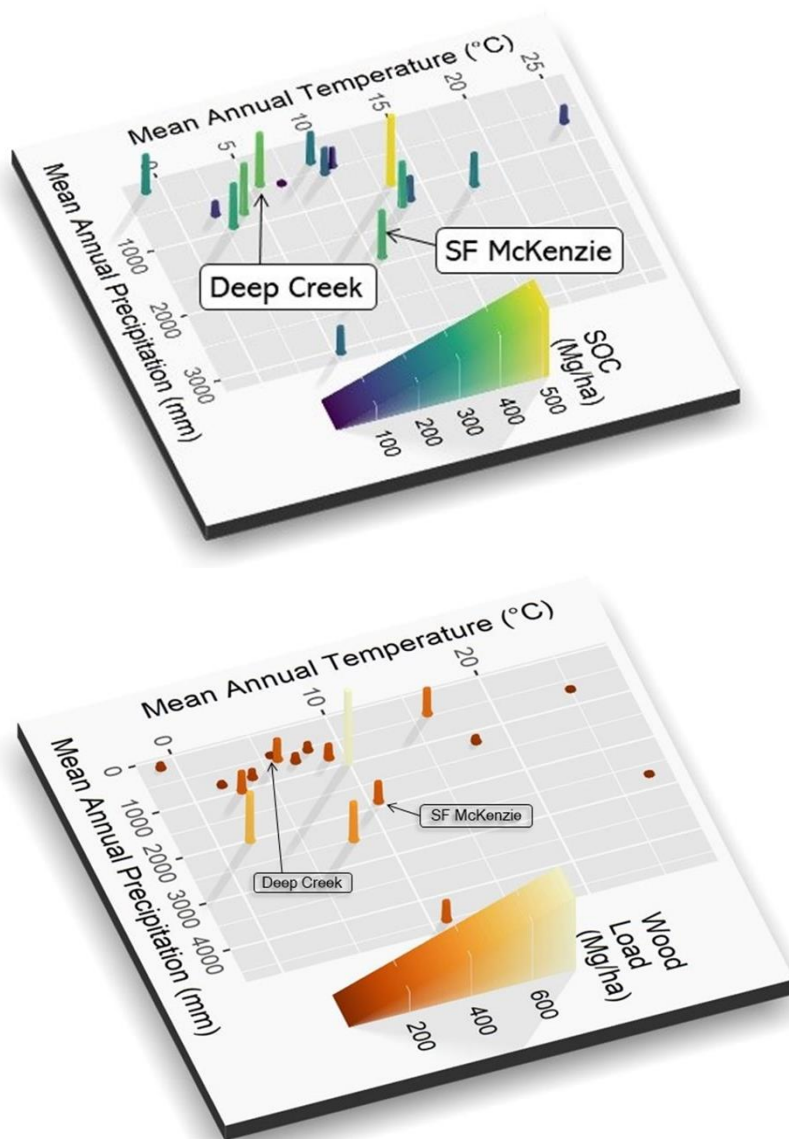 Mean Annual Temperature (°C)
0
5
10
15
20
25
Mean Annual Precipitation (mm)
1000
2000
3000
Deep Creek
SF McKenzie
SOC
(Mg/ha)
100
200
300
400
500
Mean Annual Temperature (°C)
0
10
20
Mean Annual Precipitation (mm)
0
1000
2000
3000
4000
SF McKenzie
Deep Creek
Wood
Load
(Mg/ha)
200
400
600